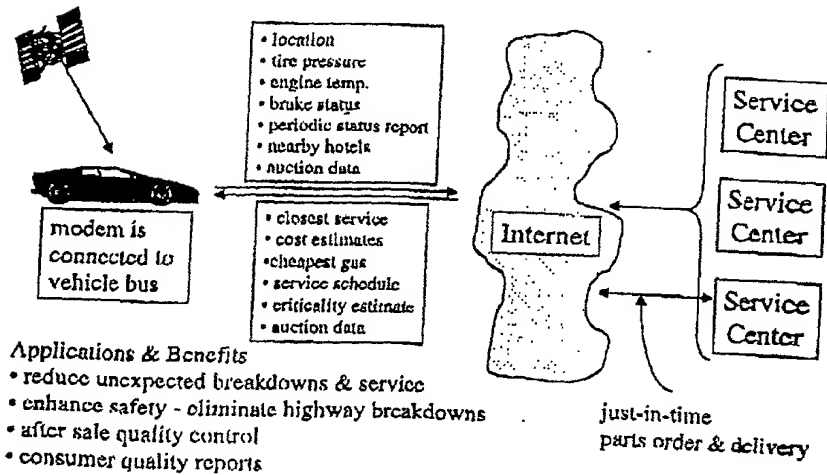 • location
• tire pressure
• engine temp.
• brake status
• periodic status report
• nearby hotels
• auction data
modem is
connected to
vehicle bus
• closest service
• cost estimates
•cheapest gus
• service schedule
• criticality estimate
• auction data
Internet
Service
Center
Service
Center
Service
Center
Applications & Benefits
• reduce unexpected breakdowns & service
• enhance safety - eliminate highway breakdowns
• after sale quality control
• consumer quality reports
just-in-time
parts order & delivery